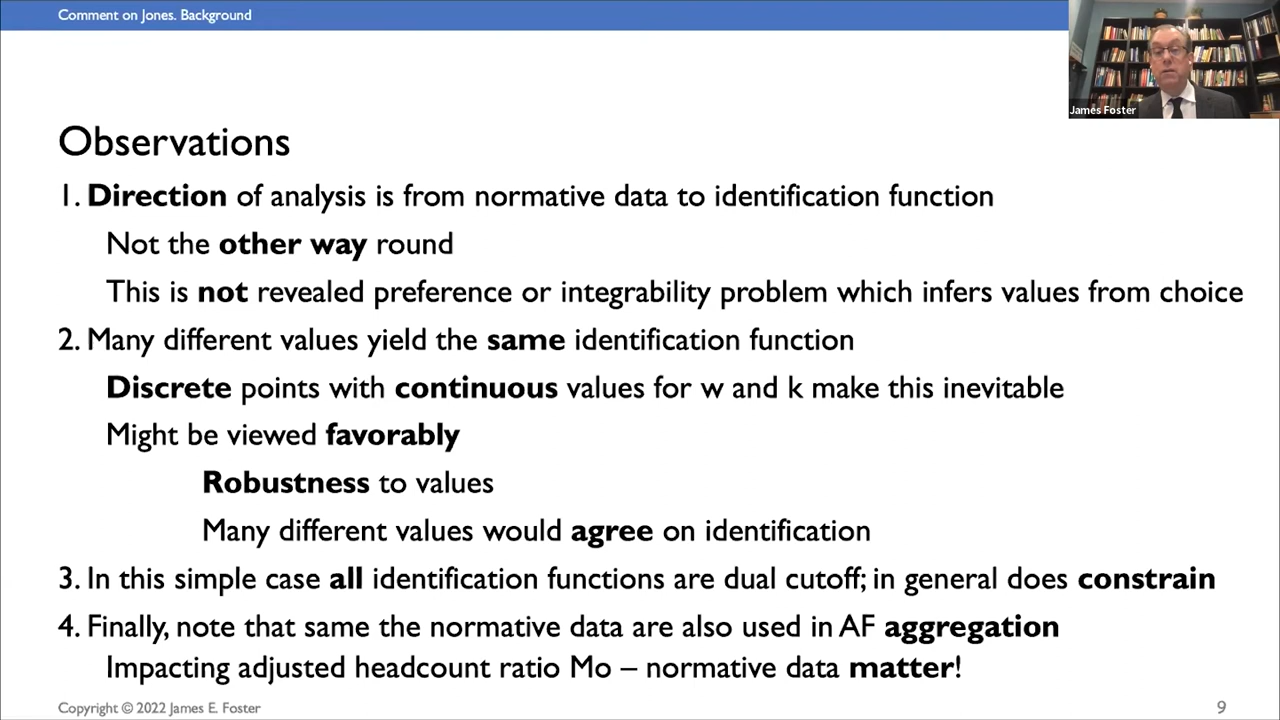 Comment on Jones. Background
James Foster
Observations
1. Direction of analysis is from normative data to identification function
Not the other way round
This is not revealed preference or integrability problem which infers values from choice
2. Many different values yield the same identification function
Discrete points with continuous values for w and k make this inevitable
Might be viewed favorably
Robustness to values
Many different values would agree on identification
3. In this simple case all identification functions are dual cutoff; in general does constrain
4. Finally, note that same the normative data are also used in AF aggregation
Impacting adjusted headcount ratio Mo – normative data matter!
Copyright © 2022 James E. Foster
9